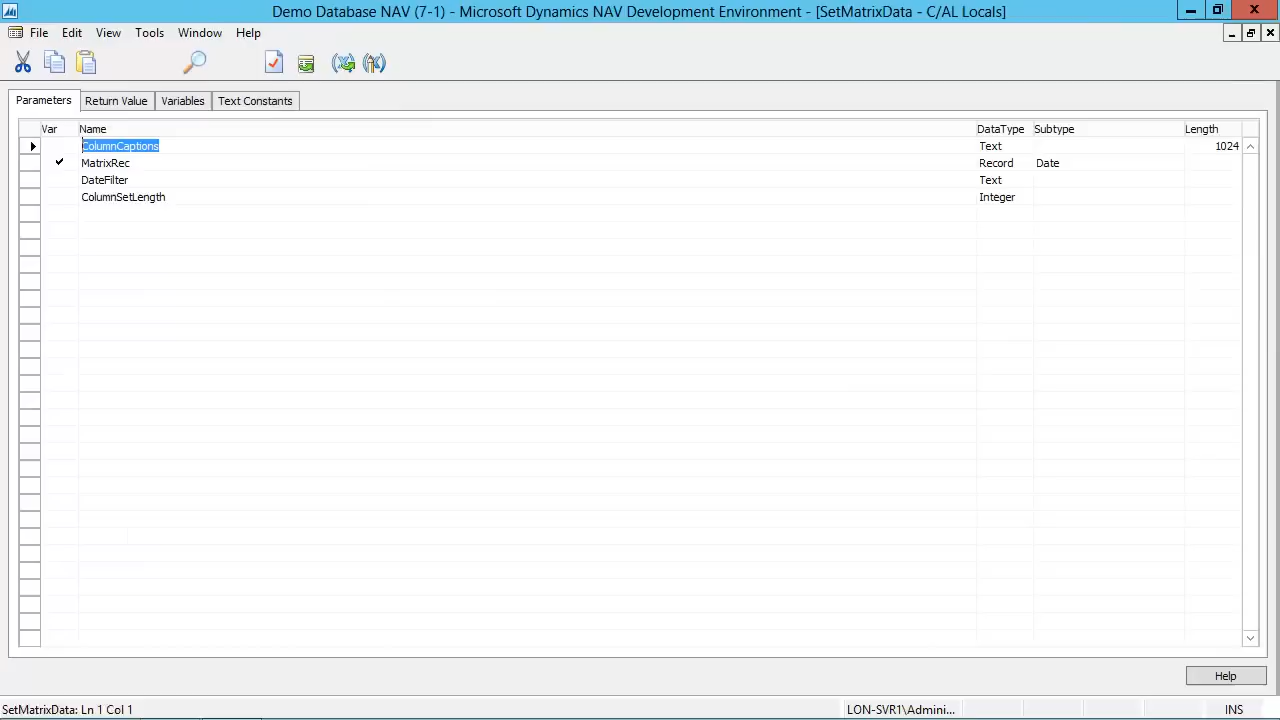 Demo Database NAV (7-1) - Microsoft Dynamics NAV Development Environment - [SetMatrixData - C/AL Locals]
File Edit View Tools Window Help
Parameters Return Value Variables Text Constants
Var Name DataType Subtype Length
ColumnCaptions Text 1024
MatrixRec Record Date
DateFilter Text
ColumnSetLength Integer
Help
SetMatrixData: Ln 1 Col 1 LON-SVR1\Admini... INS